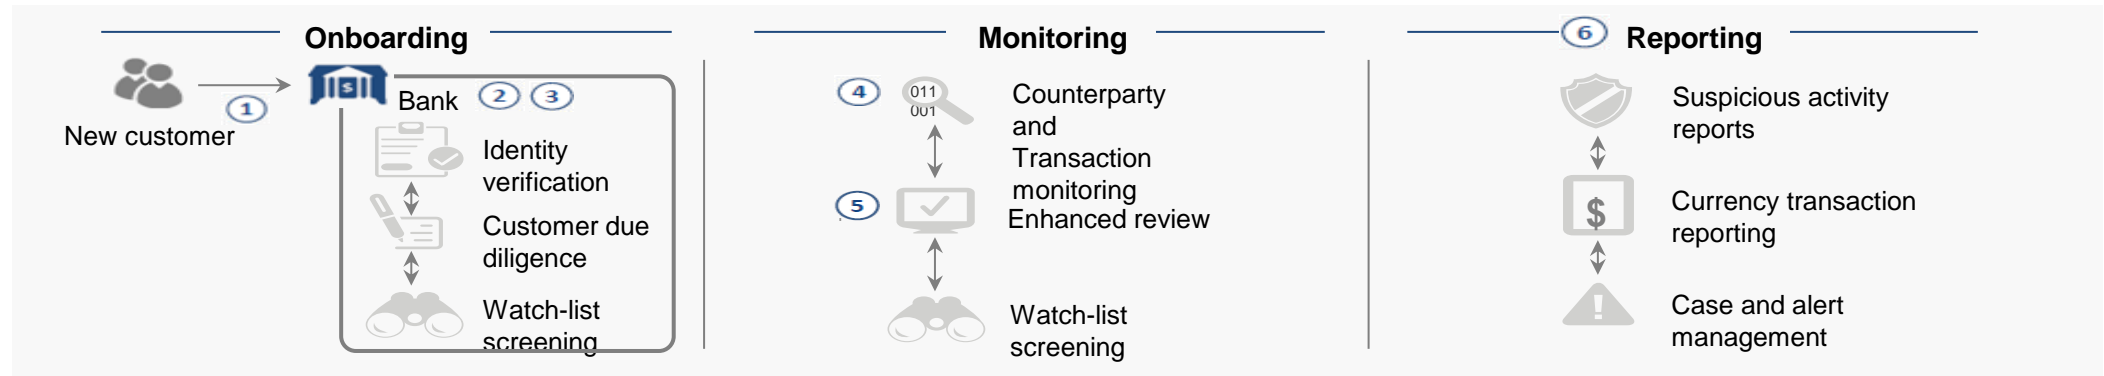 Onboarding
New customer
1
$
Bank
2
3
Identity
verification
Customer due
diligence
Watch-list
screening
Monitoring
4
011
001
Counterparty
and
Transaction
monitoring
5
Enhanced review
Watch-list
screening
6
Reporting
Suspicious activity
reports
$
Currency transaction
reporting
!
Case and alert
management